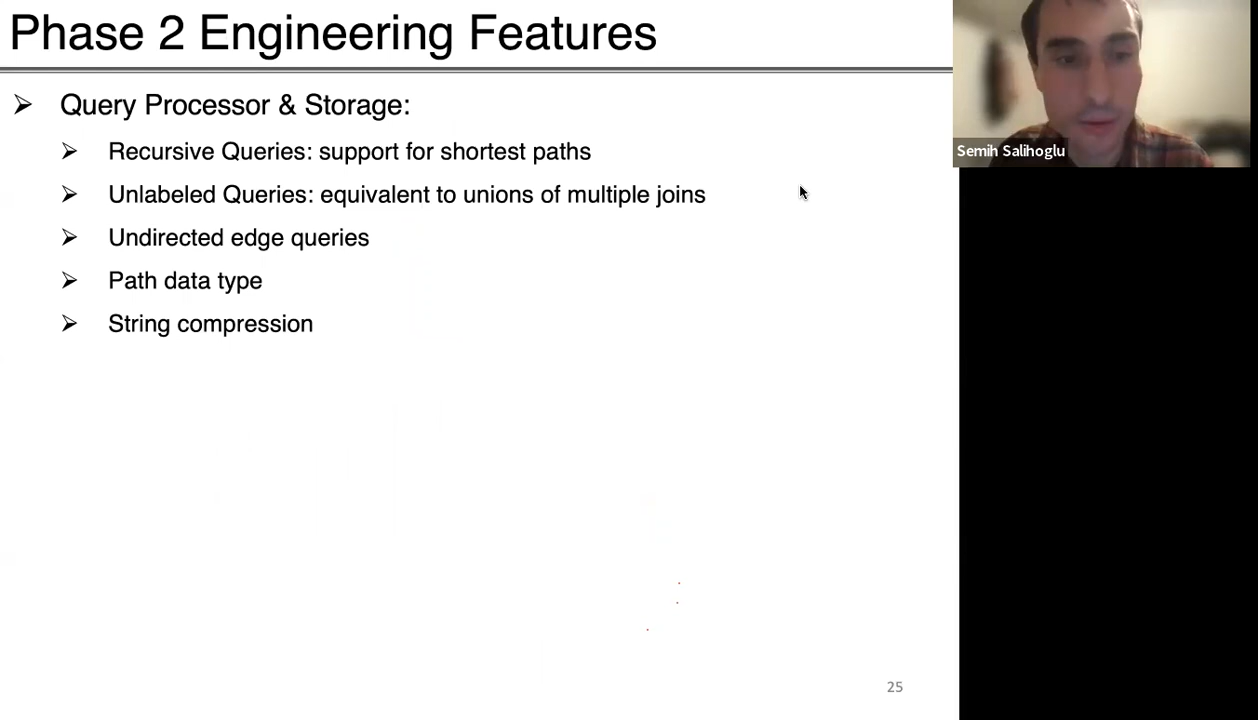 Phase 2 Engineering Features
Query Processor & Storage:
Recursive Queries: support for shortest paths
Unlabeled Queries: equivalent to unions of multiple joins
Undirected edge queries
Path data type
String compression
25
Semih Salihoglu